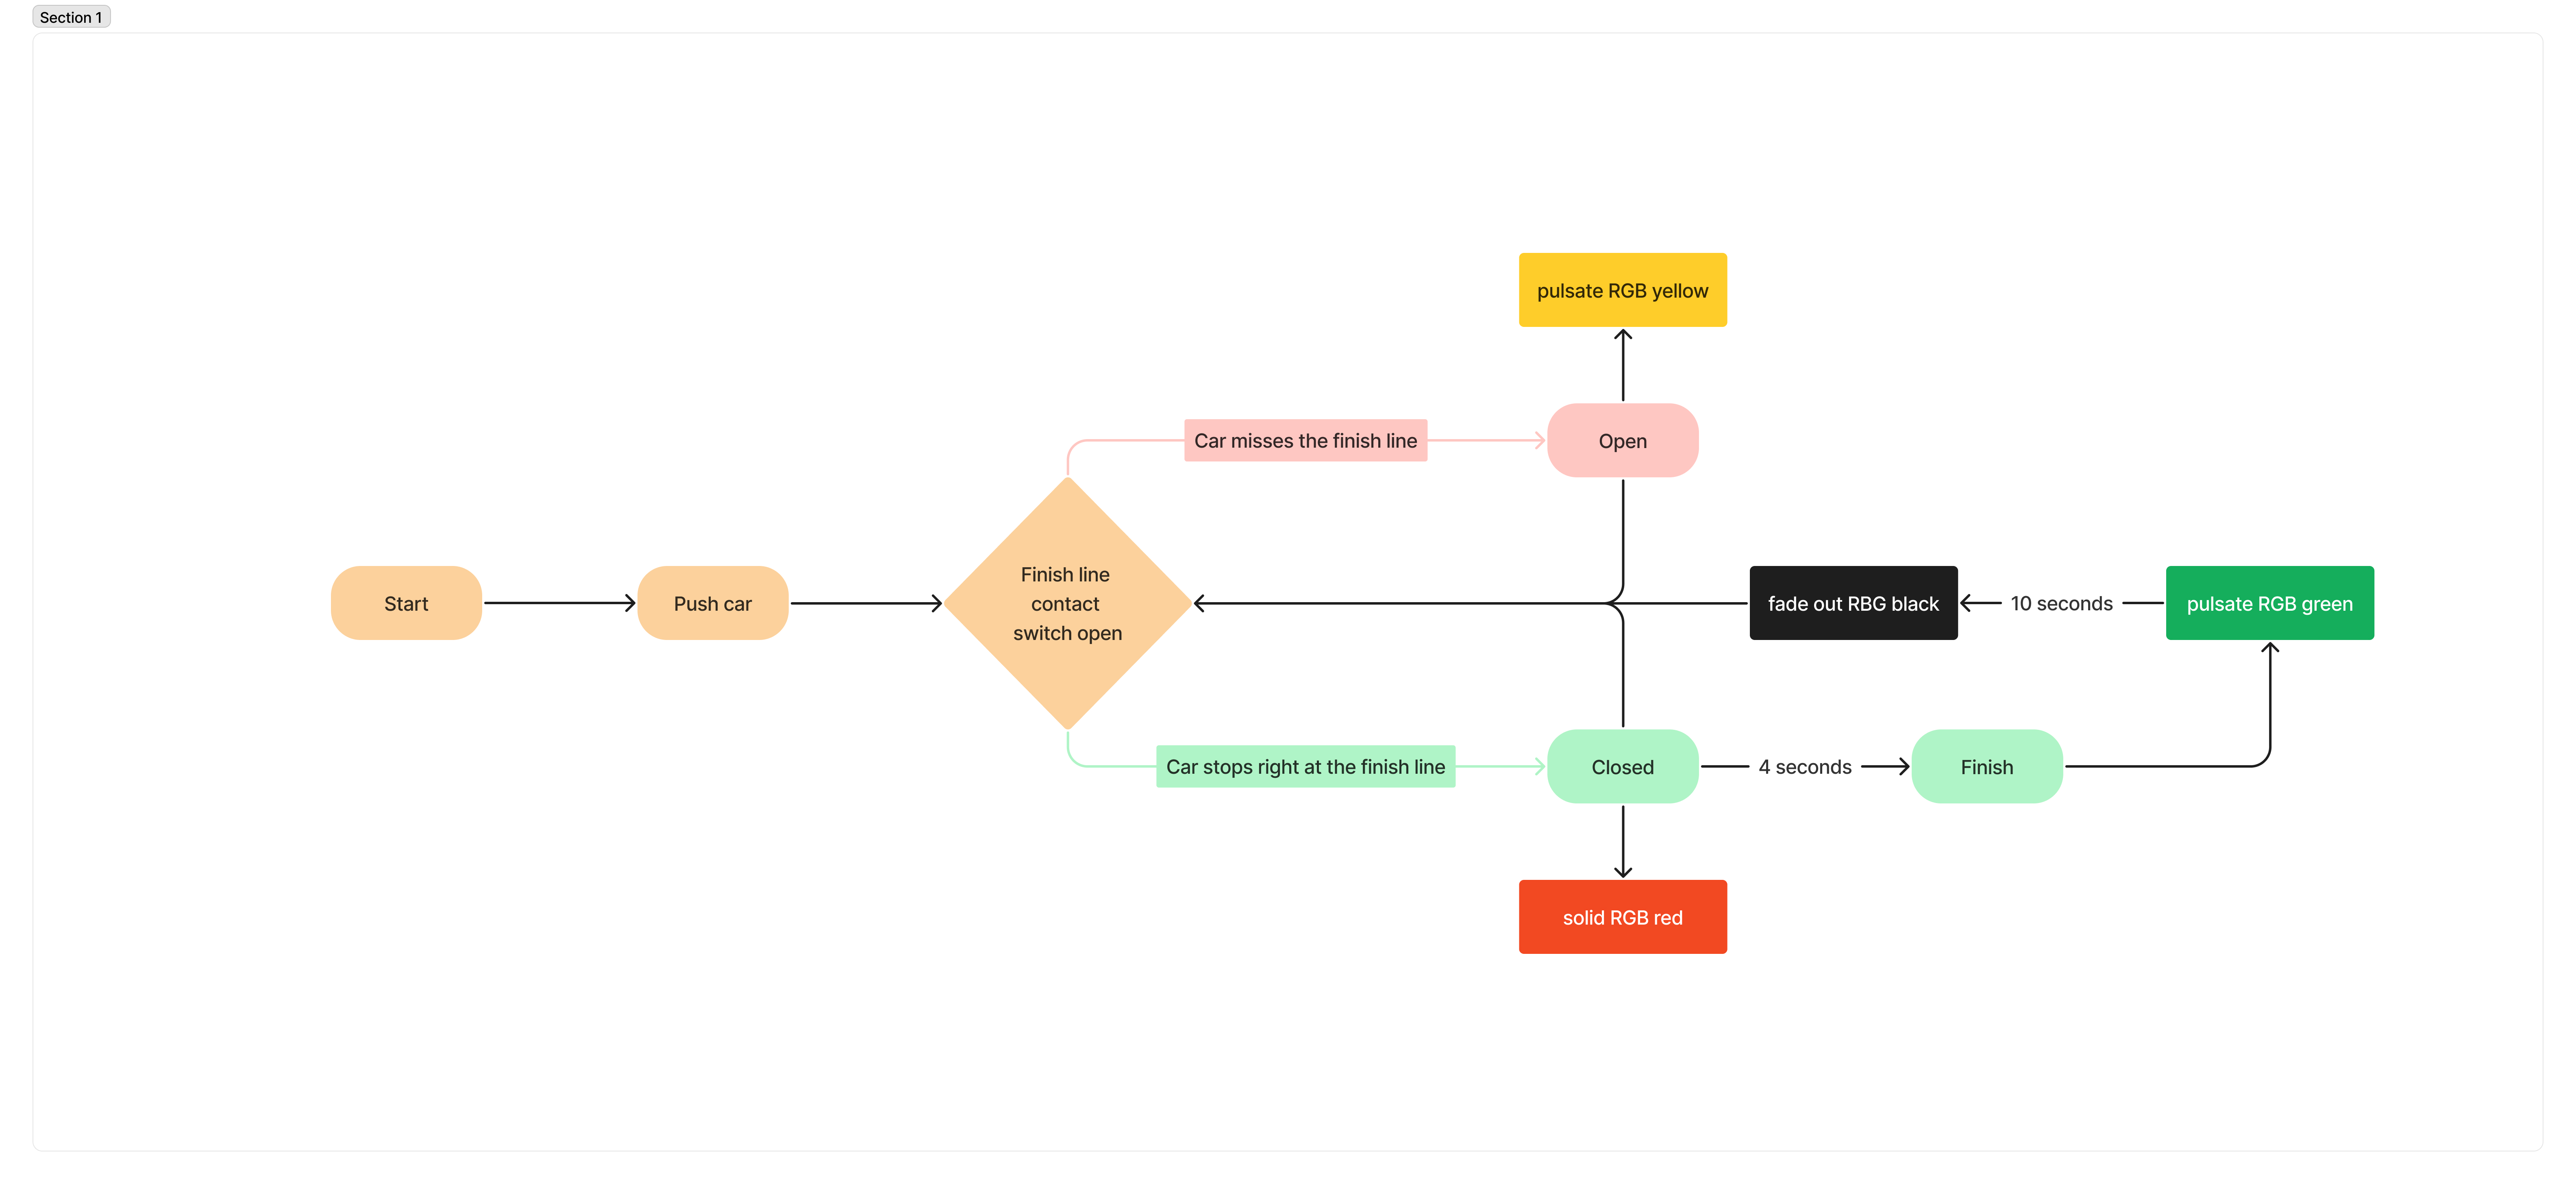 Section 1
pulsate RGB yellow
Car misses the finish line
Open
Start
Push car
Finish line
contact
switch open
fade out RBG black
10 seconds
pulsate RGB green
Car stops right at the finish line
Closed
4 seconds
Finish
solid RGB red